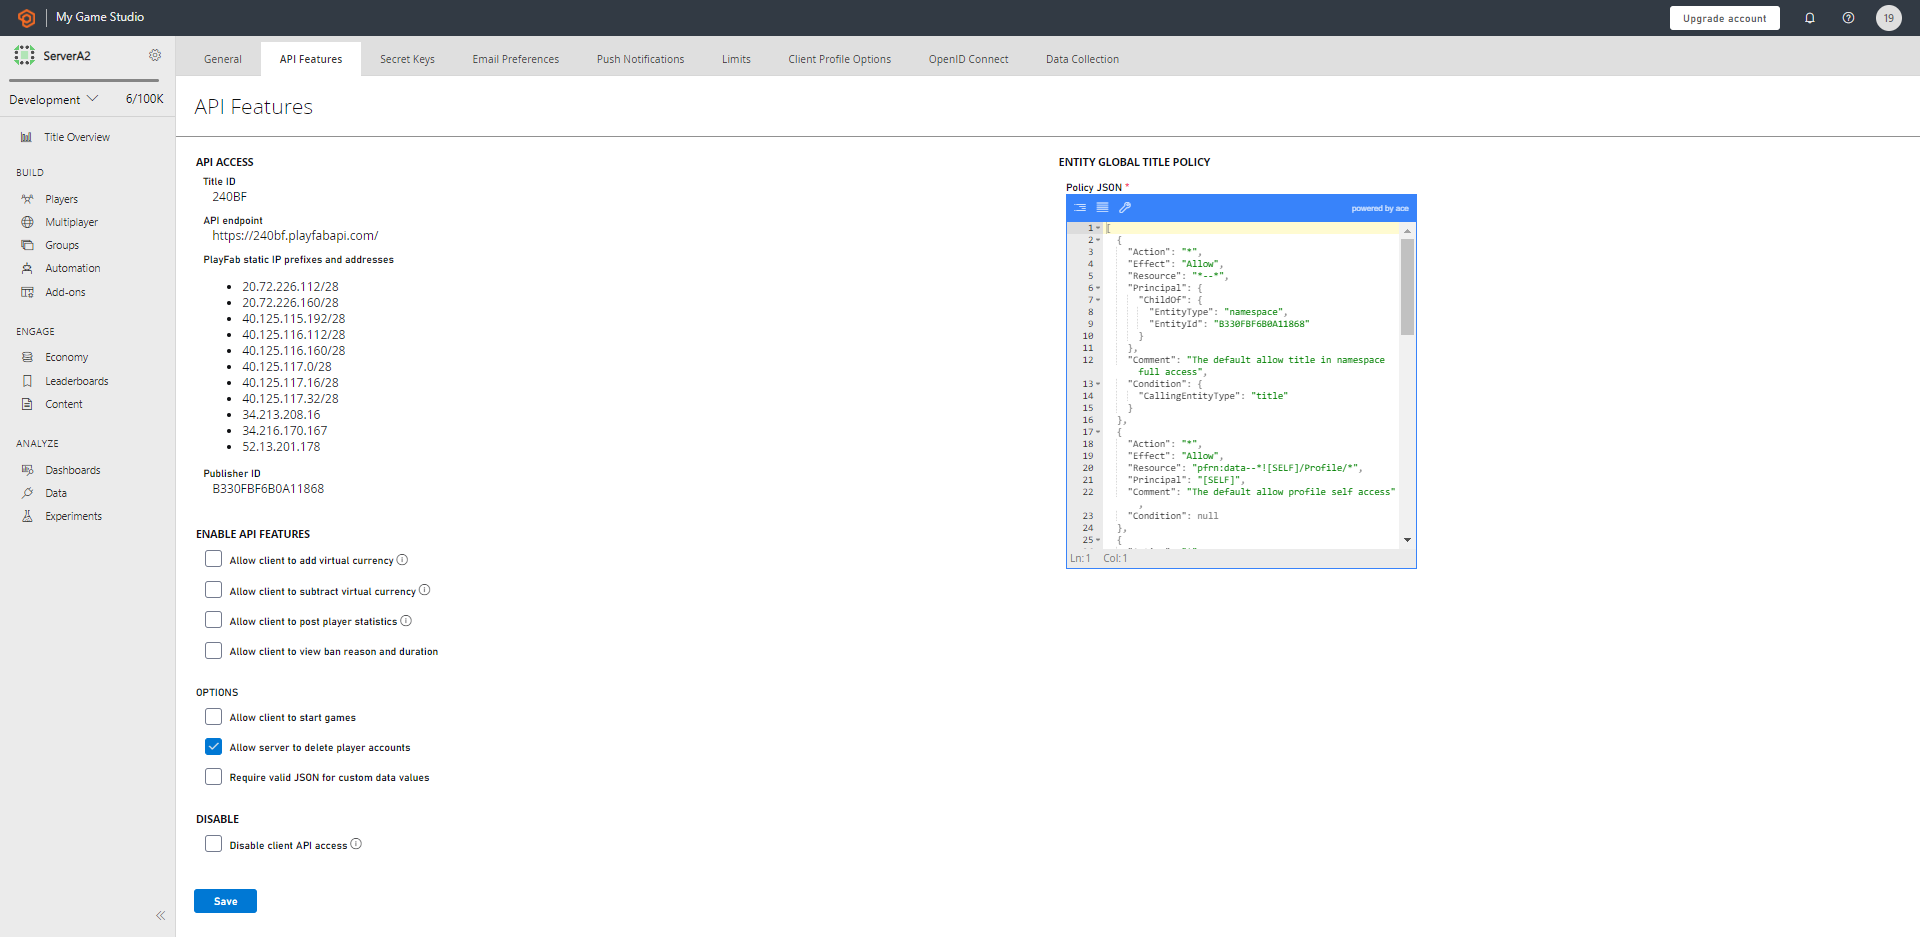 My Game Studio
Upgrade account
19
ServerA2
Development
6/100K
Title Overview
BUILD
Players
Multiplayer
Groups
Automation
Add-ons
ENGAGE
Economy
Leaderboards
Content
ANALYZE
Dashboards
Data
Experiments
General
API Features
Secret Keys
Email Preferences
Push Notifications
Limits
Client Profile Options
OpenID Connect
Data Collection
API Features
API ACCESS
Title ID
240BF
API endpoint
https://240bf.playfabapi.com/
PlayFab static IP prefixes and addresses
20.72.226.112/28
20.72.226.160/28
40.125.115.192/28
40.125.116.112/28
40.125.116.160/28
40.125.117.0/28
40.125.117.16/28
40.125.117.32/28
34.213.208.16
34.216.170.167
52.13.201.178
Publisher ID
B330FBF6B0A11868
ENABLE API FEATURES
Allow client to add virtual currency
Allow client to subtract virtual currency
Allow client to post player statistics
Allow client to view ban reason and duration
OPTIONS
Allow client to start games
Allow server to delete player accounts
Require valid JSON for custom data values
DISABLE
Disable client API access
Save
ENTITY GLOBAL TITLE POLICY
Policy JSON *
powered by ace
1 [
2 {
3 "Action": "*",
4 "Effect": "Allow",
5 "Resource": "*--*",
6 "Principal": {
7 "ChildOf": {
8 "EntityType": "namespace",
9 "EntityId": "B330FBF6B0A11868"
10 }
11 },
12 "Comment": "The default allow title in namespace
full access",
13 "Condition": {
14 "CallingEntityType": "title"
15 }
16 },
17 {
18 "Action": "*",
19 "Effect": "Allow",
20 "Resource": "pfrn:data--*![SELF]/Profile/*",
21 "Principal": "[SELF]",
22 "Comment": "The default allow profile self access"
,
23 "Condition": null
24 },
25 {
Ln: 1 Col: 1